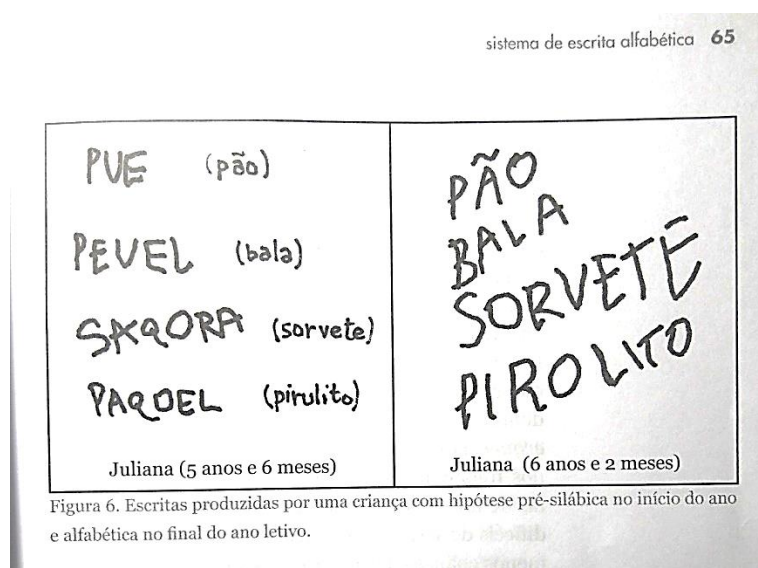 sistema de escrita alfabética 65
PUE (pão)
PEVEL (bala)
SAQORA (sorvete)
PAQOEL (pirulito)
Juliana (5 anos e 6 meses)
PÃO
BALA
SORVETE
PIROLITO
Juliana (6 anos e 2 meses)
Figura 6. Escritas produzidas por uma criança com hipótese pré-silábica no início do ano
e alfabética no final do ano letivo.